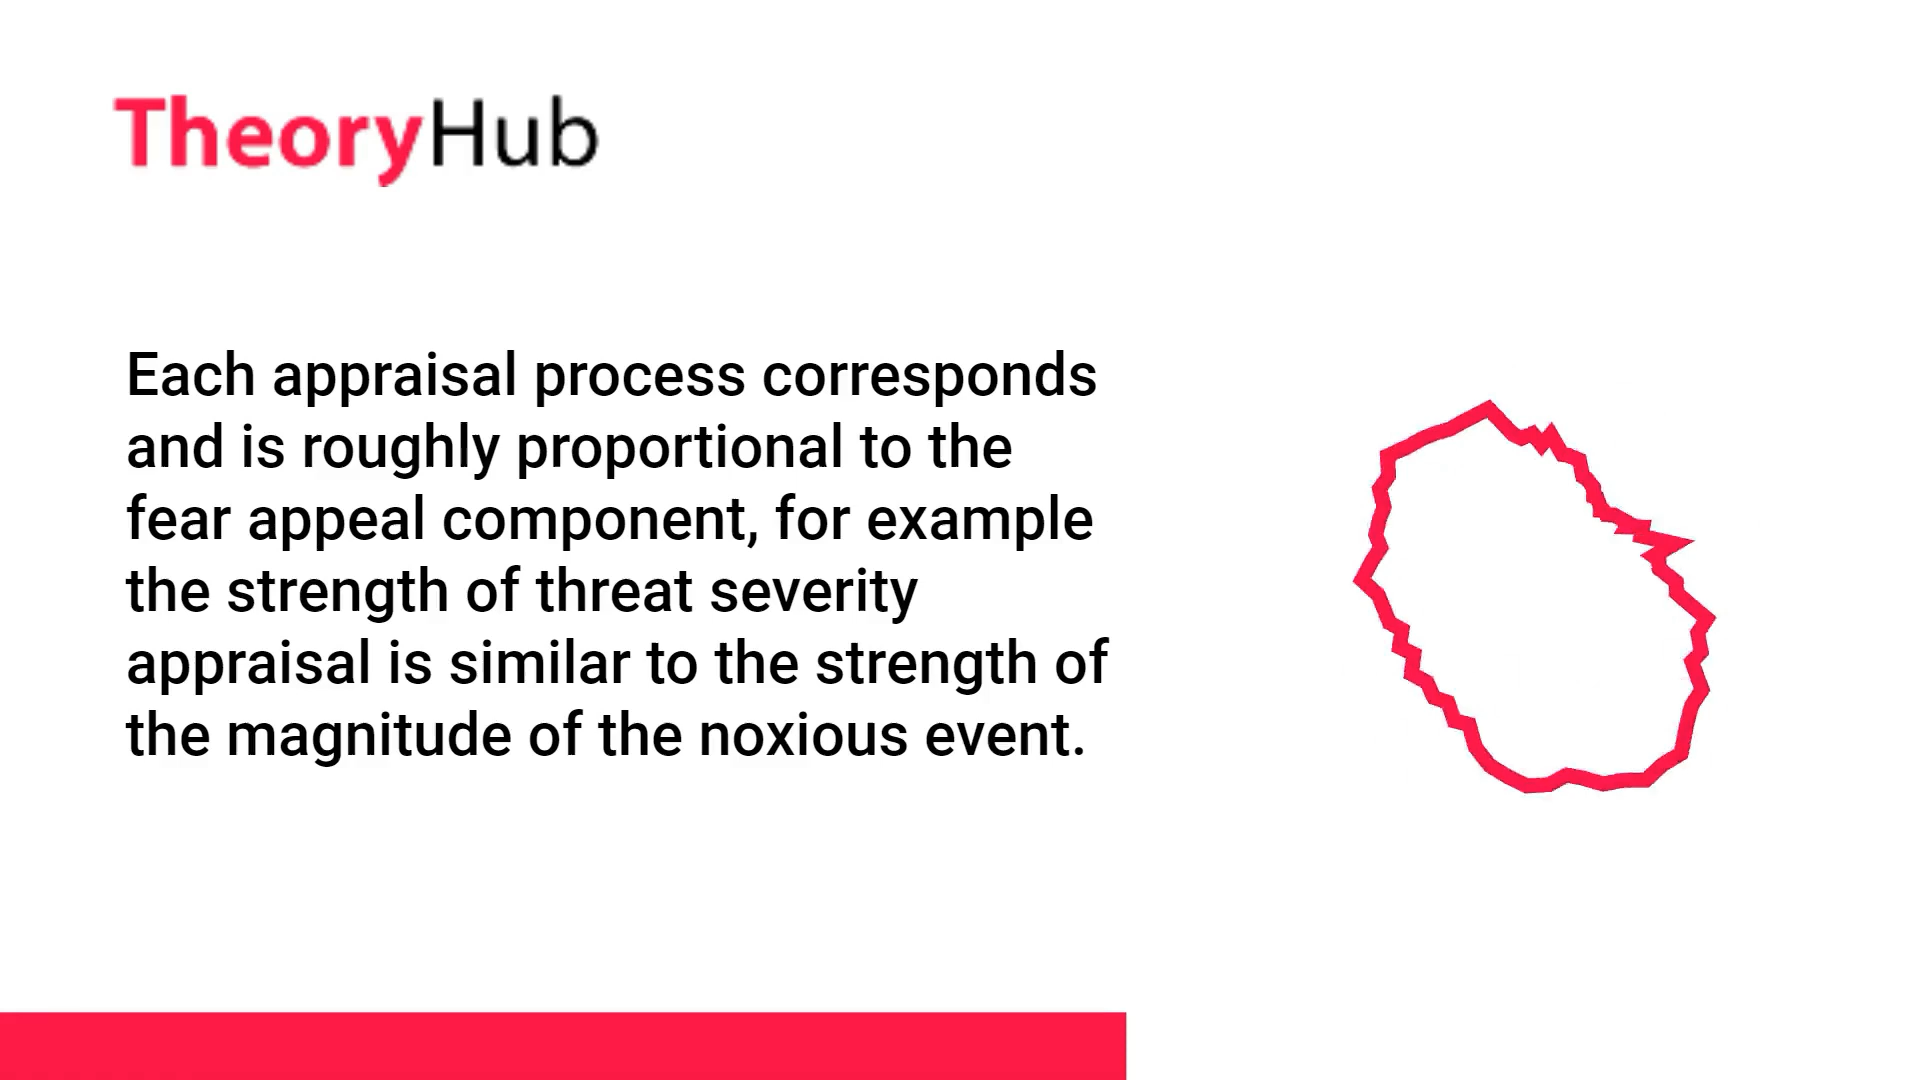 TheoryHub
Each appraisal process corresponds
and is roughly proportional to the
fear appeal component, for example
the strength of threat severity
appraisal is similar to the strength of
the magnitude of the noxious event.